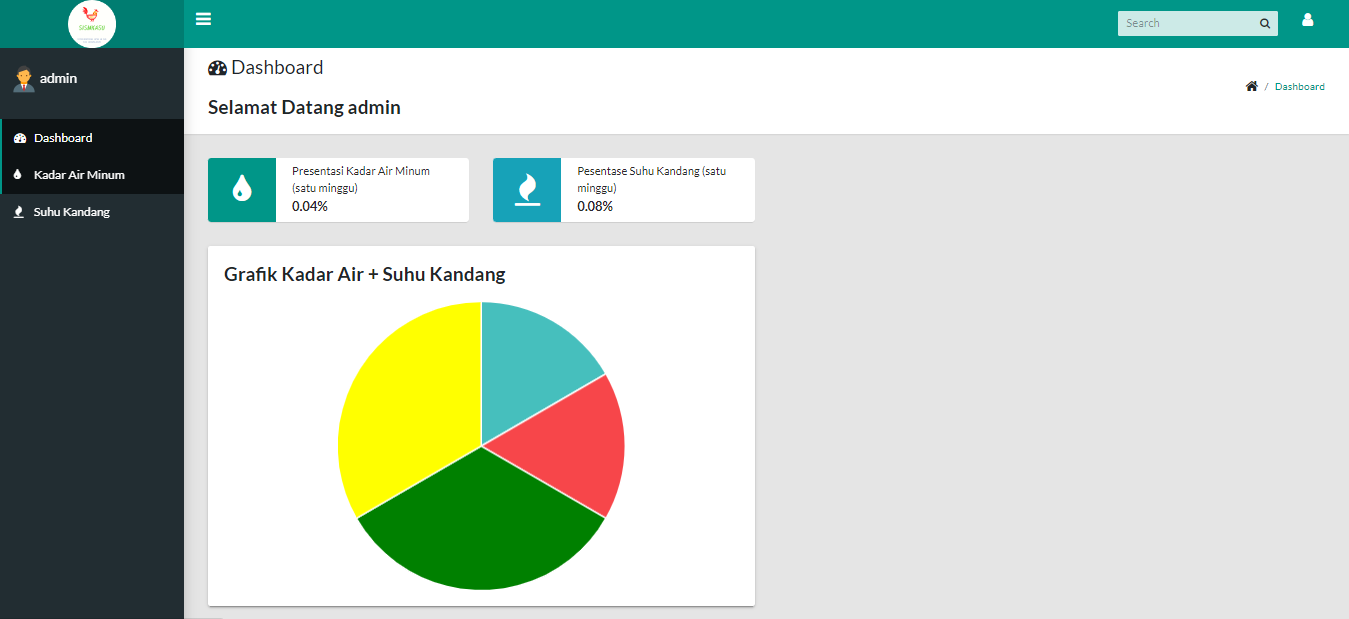 SISMKASU
Search
admin
Dashboard
Kadar Air Minum
Suhu Kandang
Dashboard
Selamat Datang admin
/ Dashboard
Presentasi Kadar Air Minum
(satu minggu)
0.04%
Pesentase Suhu Kandang (satu
minggu)
0.08%
Grafik Kadar Air + Suhu Kandang